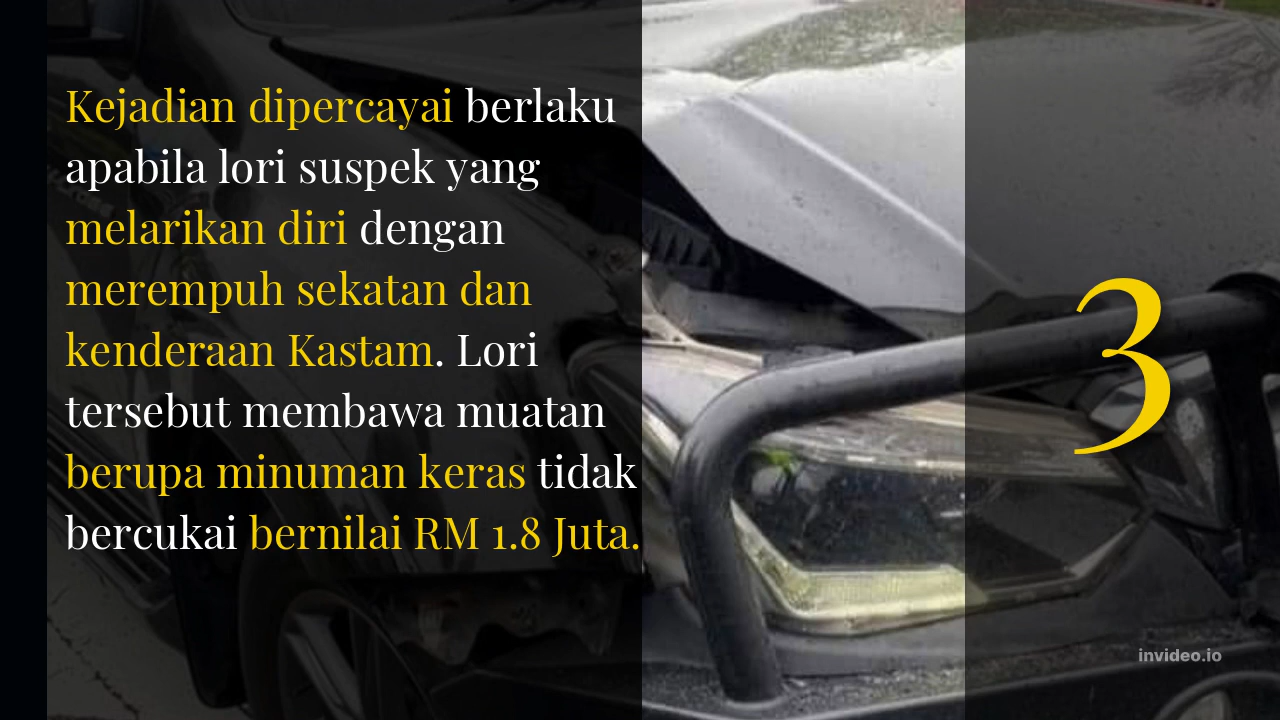 Kejadian dipercayai berlaku
apabila lori suspek yang
melarikan diri dengan
merempuh sekatan dan
kenderaan Kastam. Lori
tersebut membawa muatan
berupa minuman keras tidak
bercukai bernilai RM 1.8 Juta.
3
invideo.io